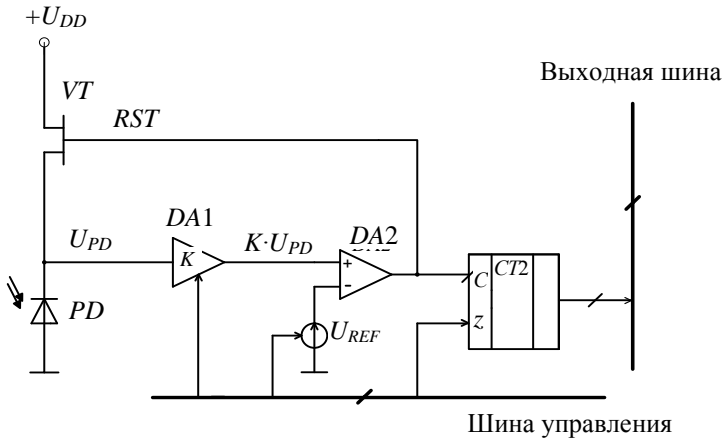 +U_DD
Выходная шина
VT
RST
DA1
U_PD
K·U_PD
DA2
K
+
-
C
CT2
PD
U_REF
z
Шина управления